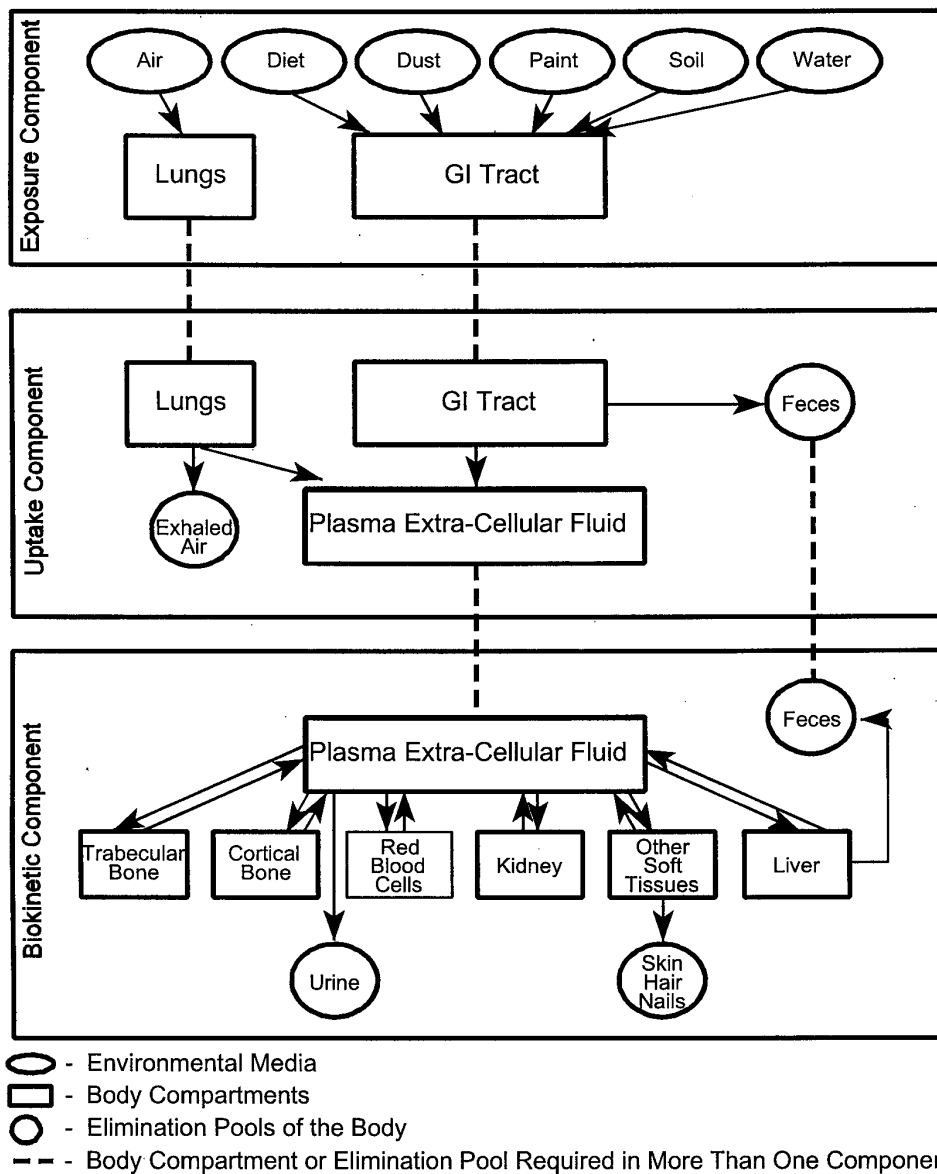 Exposure Component
Air
Diet
Dust
Paint
Soil
Water
Lungs
GI Tract
Uptake Component
Lungs
GI Tract
Feces
Exhaled
Air
Plasma Extra-Cellular Fluid
Biokinetic Component
Feces
Plasma Extra-Cellular Fluid
Trabecular
Bone
Cortical
Bone
Red
Blood
Cells
Kidney
Other
Soft
Tissues
Liver
Urine
Skin
Hair
Nails
- Environmental Media
- Body Compartments
- Elimination Pools of the Body
- Body Compartment or Elimination Pool Required in More Than One Componen